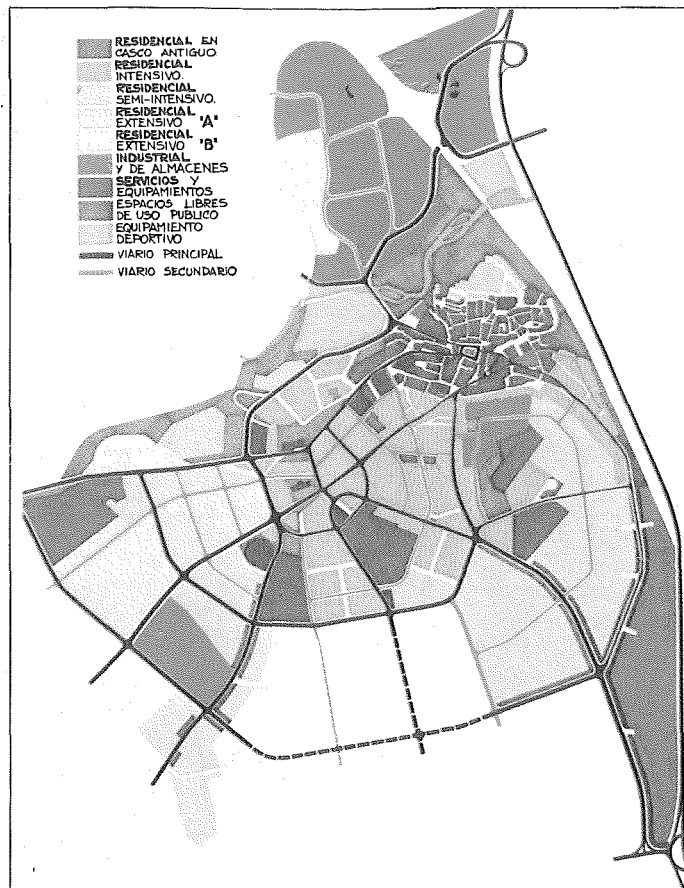 RESIDENCIAL EN
CASCO ANTIGUO
RESIDENCIAL
INTENSIVO.
RESIDENCIAL
SEMI-INTENSIVO.
RESIDENCIAL
EXTENSIVO "A"
RESIDENCIAL
EXTENSIVO "B"
INDUSTRIAL
Y DE ALMACENES
SERVICIOS Y
EQUIPAMIENTOS
ESPACIOS LIBRES
DE USO PUBLICO
EQUIPAMIENTO
DEPORTIVO
VIARIO PRINCIPAL
VIARIO SECUNDARIO